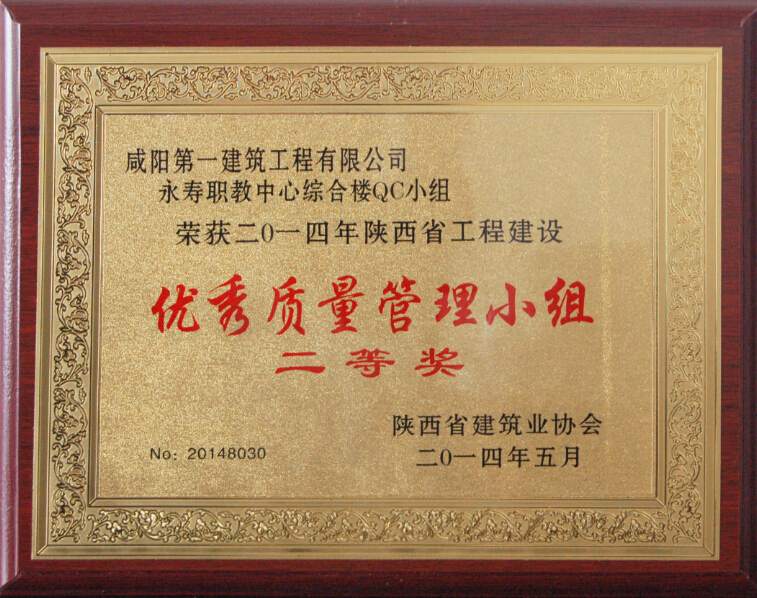 咸阳第一建筑工程有限公司
永寿职教中心综合楼QC小组
荣获二0一四年陕西省工程建设
优秀质量管理小组
二等奖
陕西省建筑业协会
No: 20148030
二0一四年五月